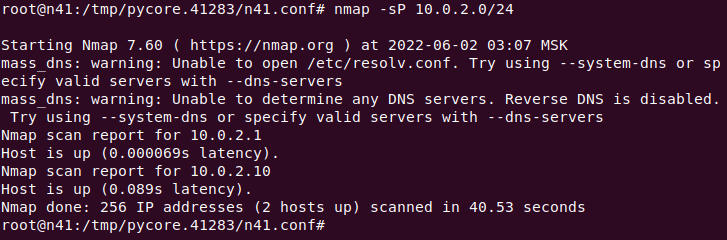 root@n41:/tmp/pycore.41283/n41.conf# nmap -sP 10.0.2.0/24
Starting Nmap 7.60 ( https://nmap.org ) at 2022-06-02 03:07 MSK
mass_dns: warning: Unable to open /etc/resolv.conf. Try using --system-dns or sp
ecify valid servers with --dns-servers
mass_dns: warning: Unable to determine any DNS servers. Reverse DNS is disabled.
 Try using --system-dns or specify valid servers with --dns-servers
Nmap scan report for 10.0.2.1
Host is up (0.000069s latency).
Nmap scan report for 10.0.2.10
Host is up (0.089s latency).
Nmap done: 256 IP addresses (2 hosts up) scanned in 40.53 seconds
root@n41:/tmp/pycore.41283/n41.conf#